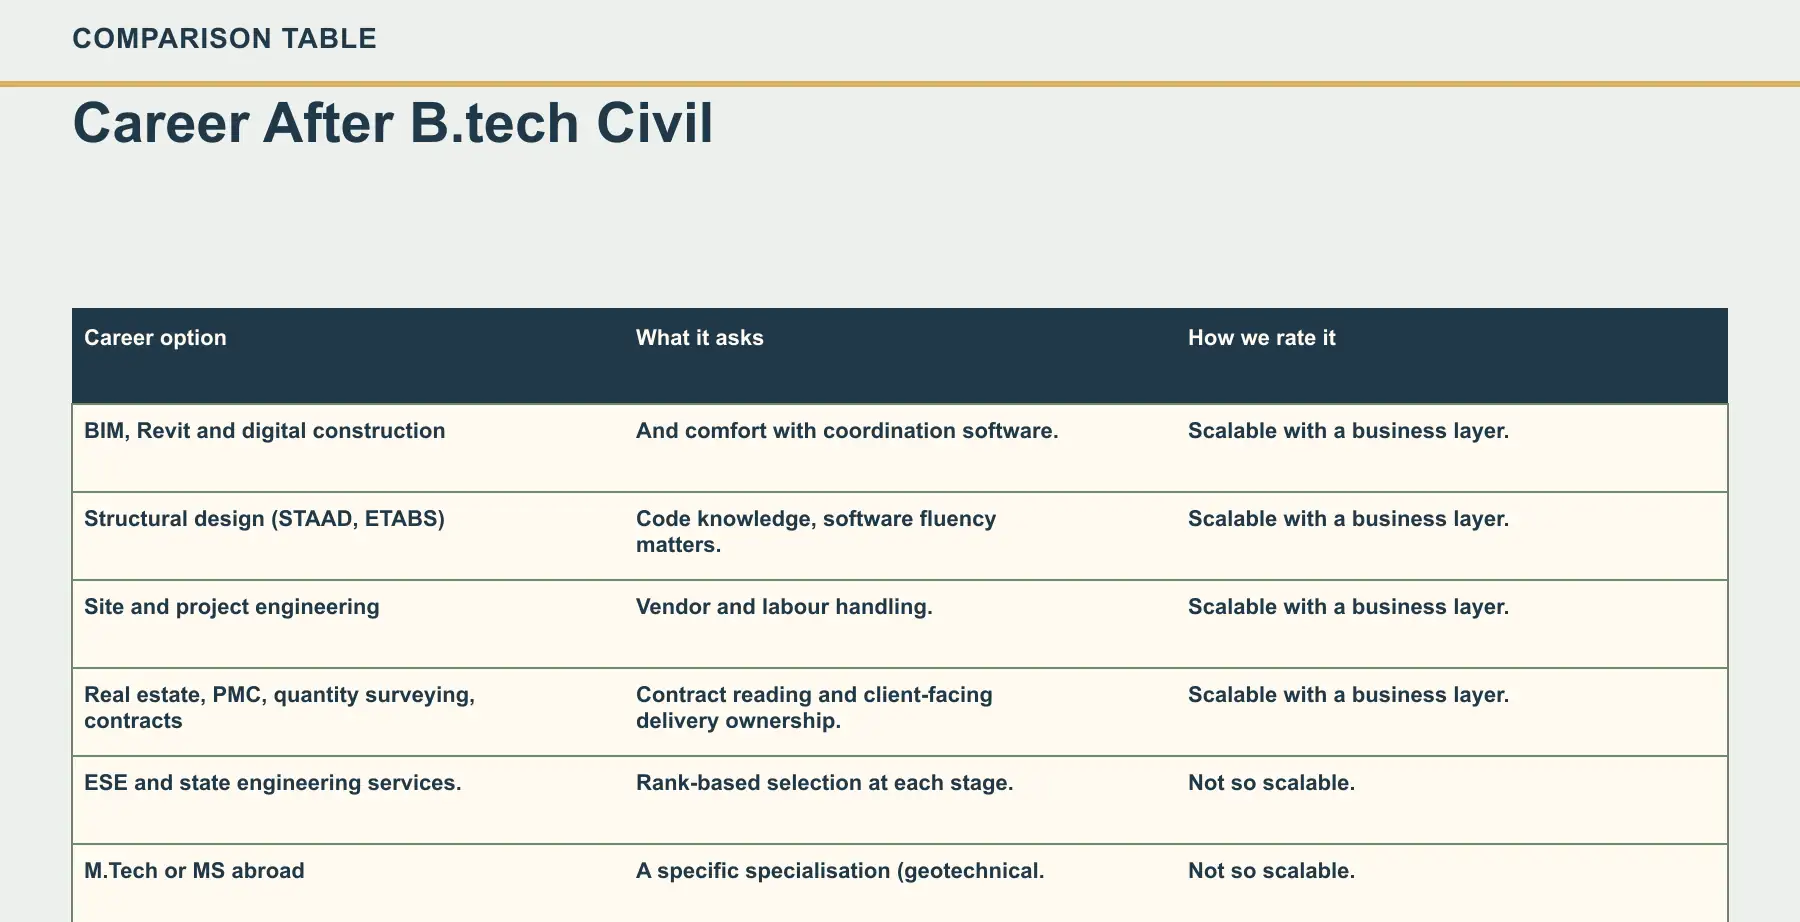 COMPARISON TABLE
Career After B.tech Civil
Career option What it asks How we rate it
BIM, Revit and digital construction And comfort with coordination software. Scalable with a business layer.
Structural design (STAAD, ETABS) Code knowledge, software fluency Scalable with a business layer.
matters.
Site and project engineering Vendor and labour handling. Scalable with a business layer.
Real estate, PMC, quantity surveying, Contract reading and client-facing Scalable with a business layer.
contracts delivery ownership.
ESE and state engineering services. Rank-based selection at each stage. Not so scalable.
M.Tech or MS abroad A specific specialisation (geotechnical. Not so scalable.